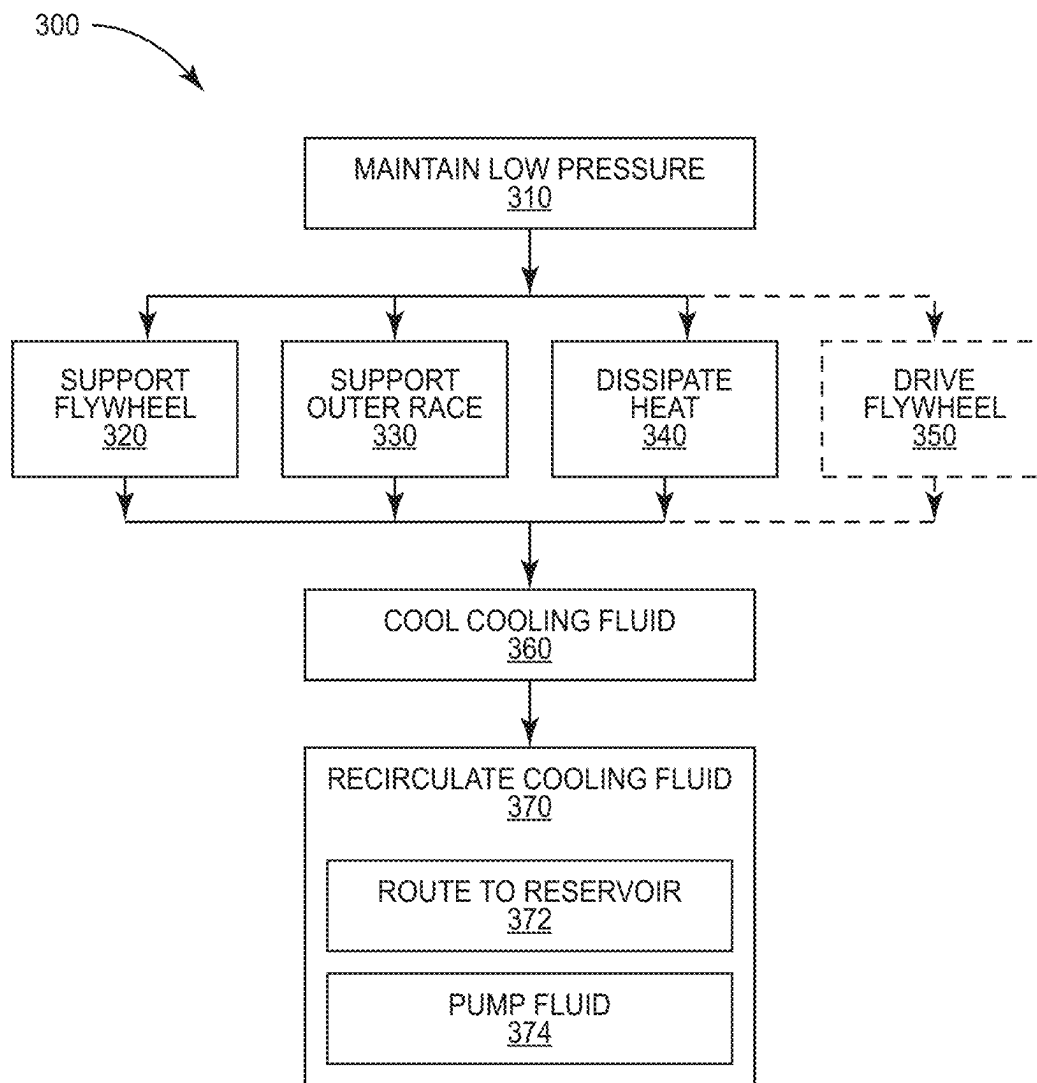 300
MAINTAIN LOW PRESSURE
310
SUPPORT
FLYWHEEL
320
SUPPORT
OUTER RACE
330
DISSIPATE
HEAT
340
DRIVE
FLYWHEEL
350
COOL COOLING FLUID
360
RECIRCULATE COOLING FLUID
370
ROUTE TO RESERVOIR
372
PUMP FLUID
374